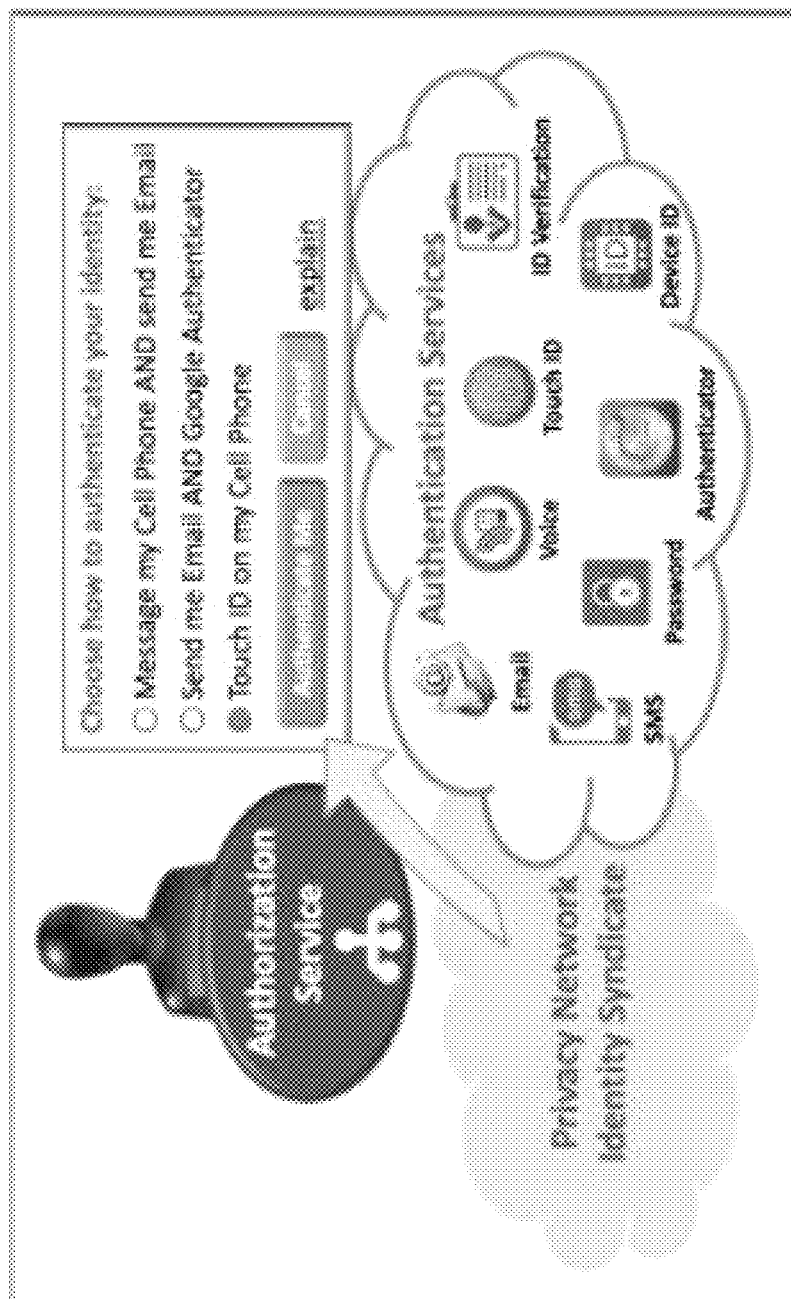 Choose how to authenticate your identity:
Message my Cell Phone AND send me Email
Send me Email AND Google Authenticator
Touch ID on my Cell Phone
explain
Authorization
Service
Authentication Services
Email
Voice
Touch ID
ID Verification
SMS
Password
Authenticator
Device ID
ID
Privacy Network
Identity Syndicate